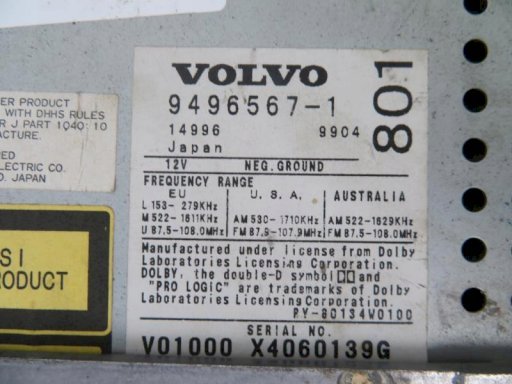 ER PRODUCT
WITH DHHS RULES
R J PART 1040.10
ACTURE.
RED
ELECTRIC CO.
O. JAPAN
S I
RODUCT
VOLVO
801
9496567-1
14996 9904
Japan
12V NEG.GROUND
FREQUENCY RANGE
EU U.S.A. AUSTRALIA
L 153- 279KHz
M 522-1611KHz AM 530-1710KHz AM 522-1629KHz
U 87.5-108.0MHz FM 87.5-107.9MHz FM 87.5-108.0MHz
Manufactured under license from Dolby
Laboratories Licensing Corporation.
DOLBY, the double-D symbol and
"PRO LOGIC" are trademarks of Dolby
Laboratories Licensing Corporation.
PY-80134W0100
SERIAL NO.
V01000 X4060139G